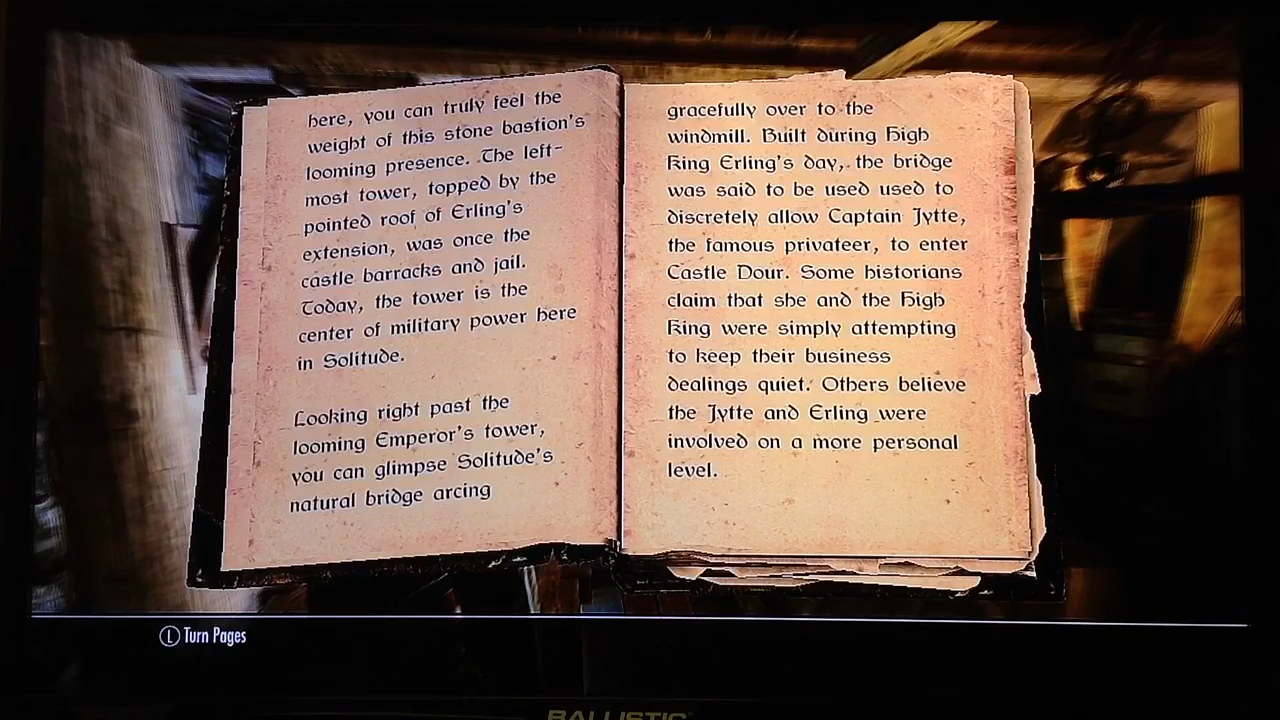 here, you can truly feel the
weight of this stone bastion's
looming presence. The left-
most tower, topped by the
pointed roof of Erling's
extension, was once the
castle barracks and jail.
Today, the tower is the
center of military power here
in Solitude.
Looking right past the
looming Emperor's tower,
you can glimpse Solitude's
natural bridge arcing
gracefully over to the
windmill. Built during High
King Erling's day, the bridge
was said to be used used to
discretely allow Captain Jytte,
the famous privateer, to enter
Castle Dour. Some historians
claim that she and the High
King were simply attempting
to keep their business
dealings quiet. Others believe
the Jytte and Erling were
involved on a more personal
level.
L Turn Pages
BALLISTIC